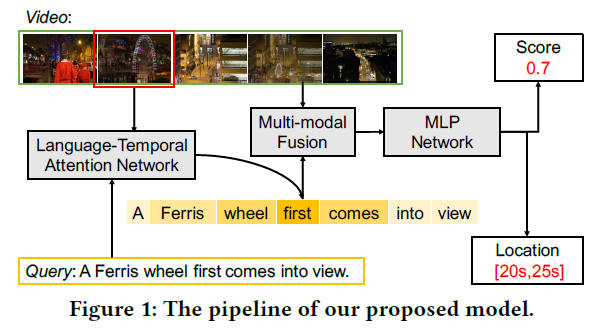 Video:
Score
0.7
Language-Temporal
Attention Network
Multi-modal
Fusion
MLP
Network
A Ferris wheel first comes into view
Location
[20s,25s]
Query: A Ferris wheel first comes into view.
Figure 1: The pipeline of our proposed model.